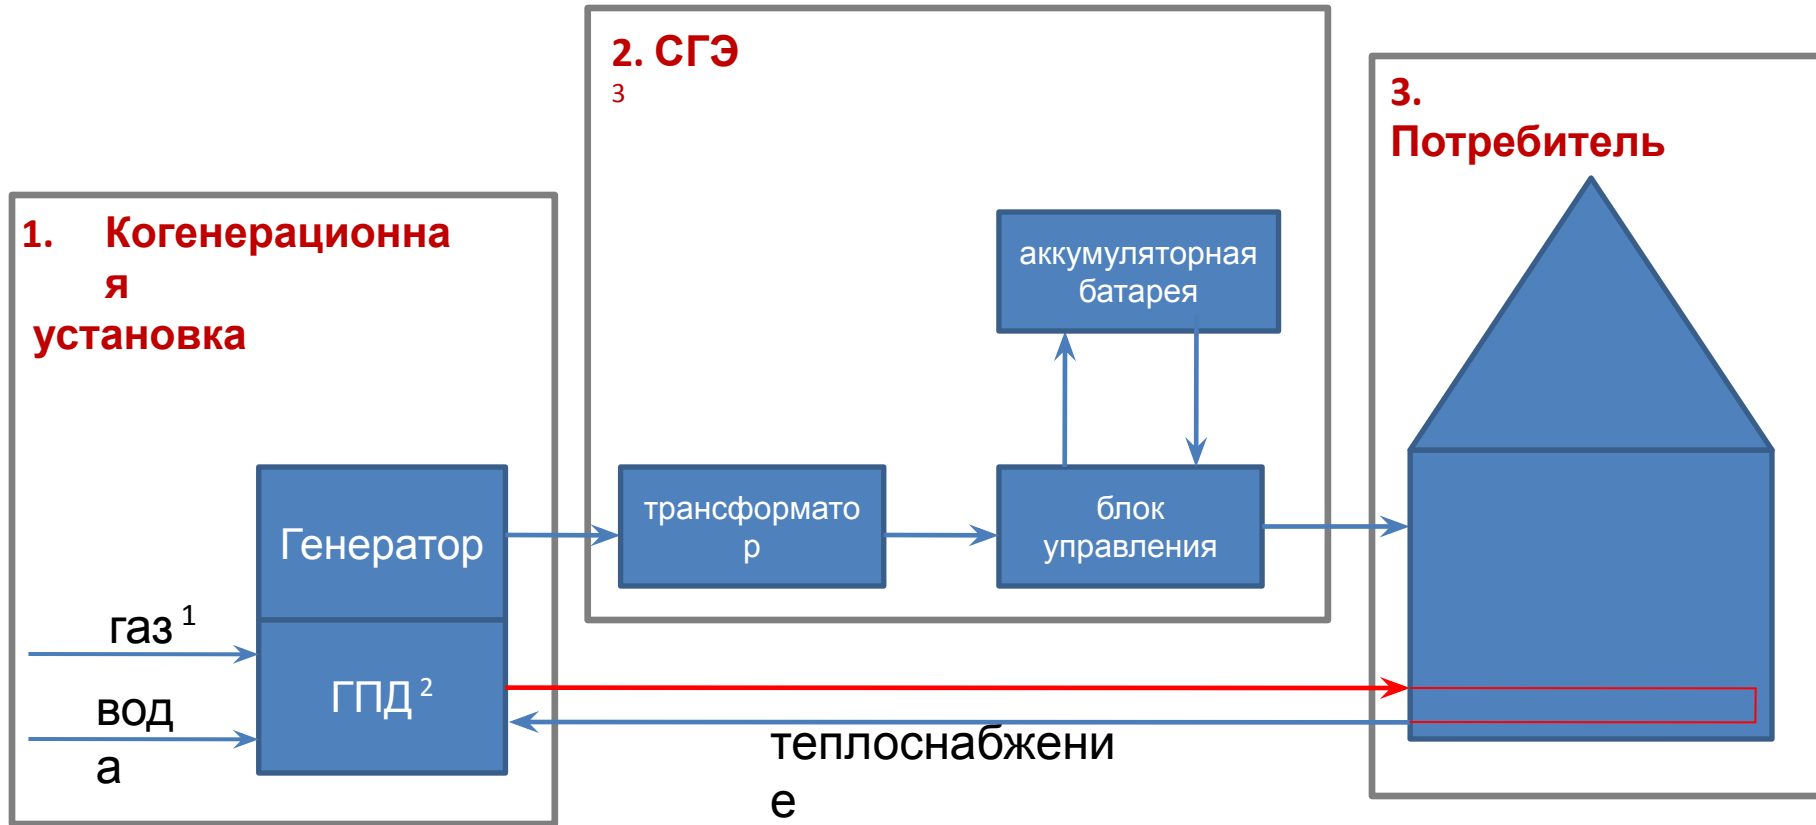 1. Когенерационна
я
установка
2. СГЭ
3
3.
Потребитель
аккумуляторная
батарея
трансформато
р
блок
управления
Генератор
газ 1
ГПД 2
вод
а
теплоснабжени
е